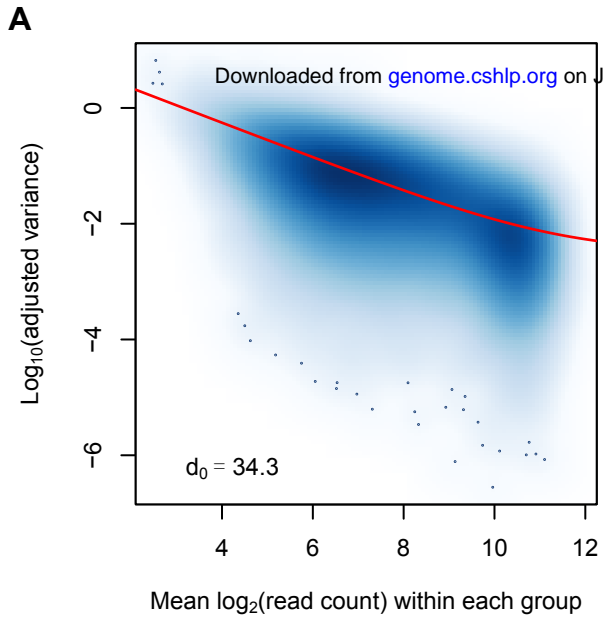 A
Downloaded from genome.cshlp.org on J
0
−2
−4
−6
Log10(adjusted variance)
d0 = 34.3
4 6 8 10 12
Mean log2(read count) within each group